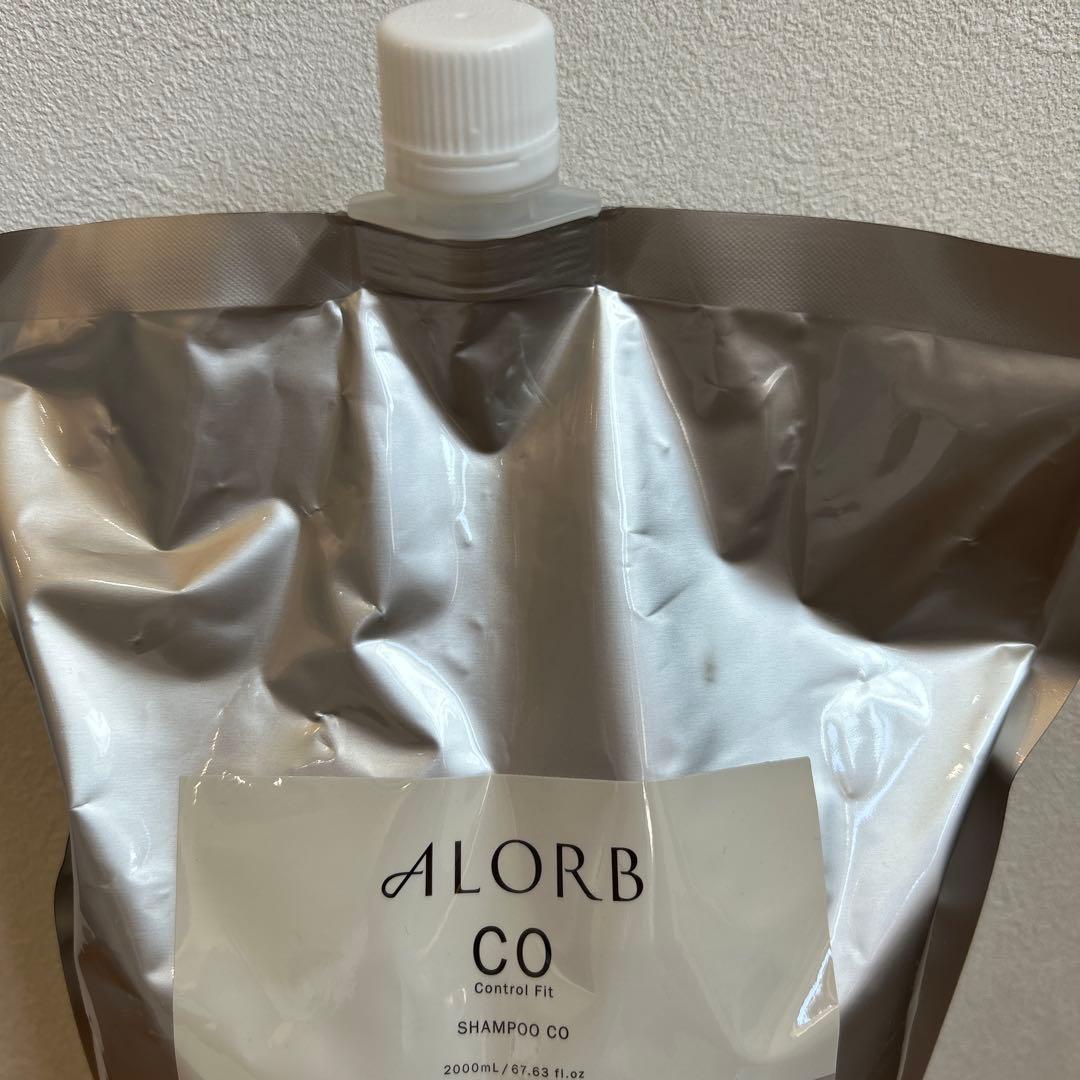 ALORB
CO
Control Fit
SHAMPOO CO
2000mL/67.63 fl.oz